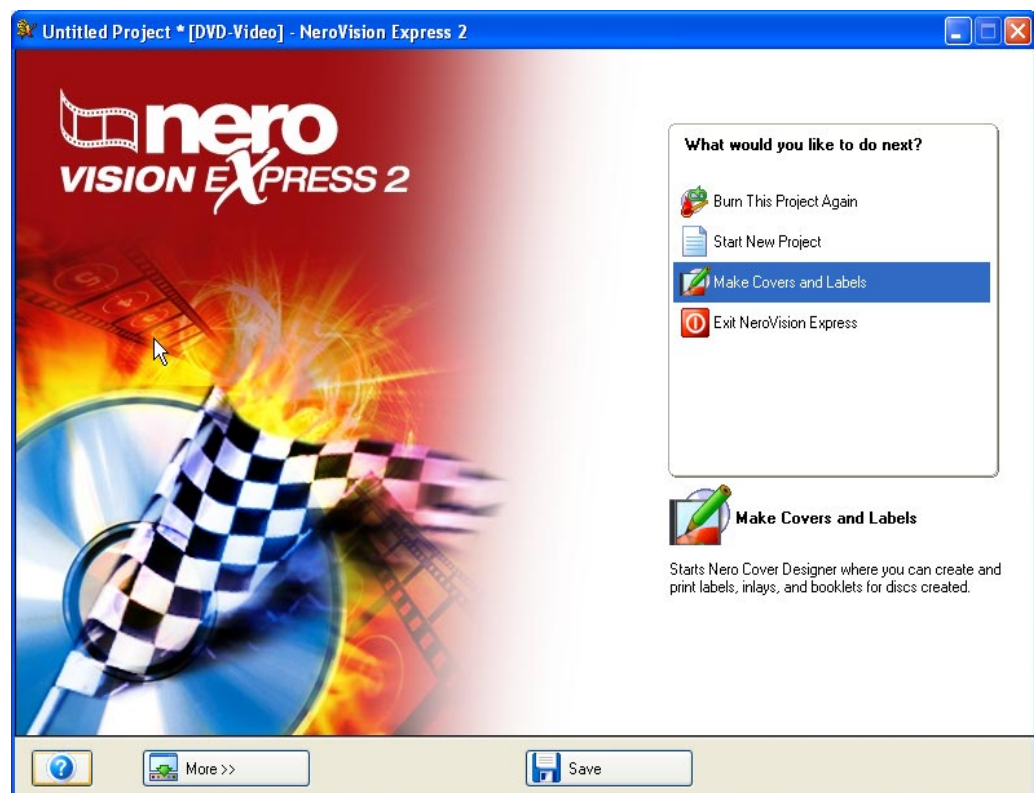 Untitled Project * [DVD-Video] - NeroVision Express 2
nero
VISION EXPRESS 2
What would you like to do next?
Burn This Project Again
Start New Project
Make Covers and Labels
Exit NeroVision Express
Make Covers and Labels
Starts Nero Cover Designer where you can create and
print labels, inlays, and booklets for discs created.
More >>
Save